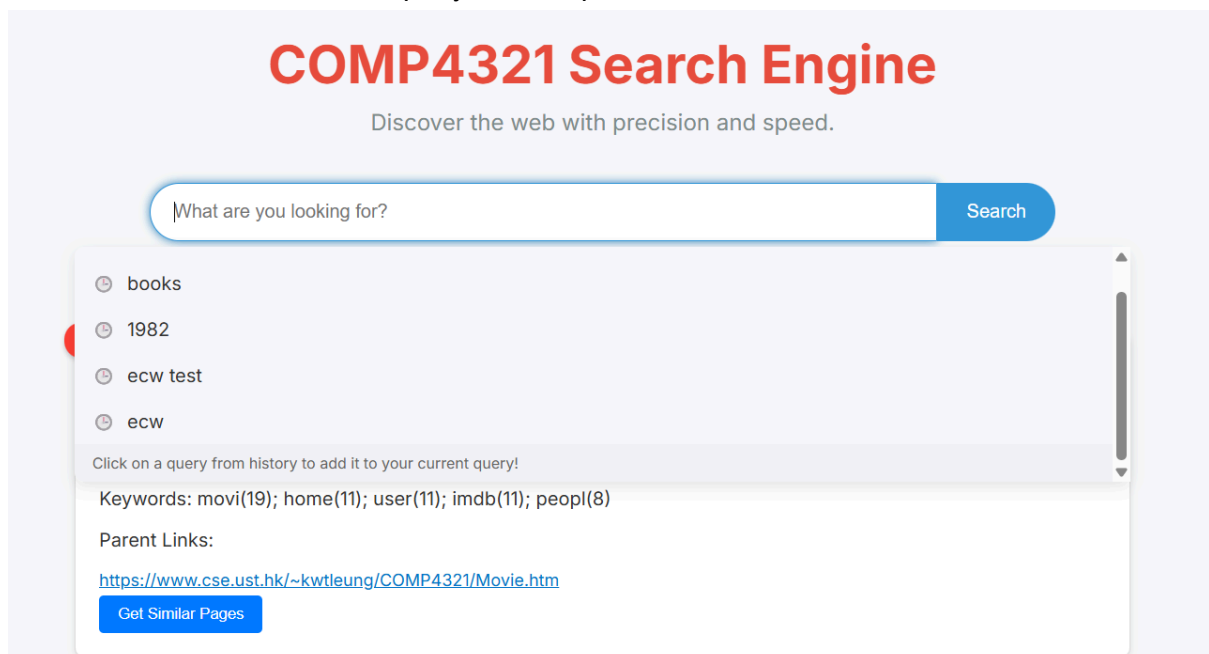 COMP4321 Search Engine
Discover the web with precision and speed.
What are you looking for?
Search
books
1982
ecw test
ecw
Click on a query from history to add it to your current query!
Keywords: movi(19); home(11); user(11); imdb(11); peopl(8)
Parent Links:
https://www.cse.ust.hk/~kwtleung/COMP4321/Movie.htm
Get Similar Pages